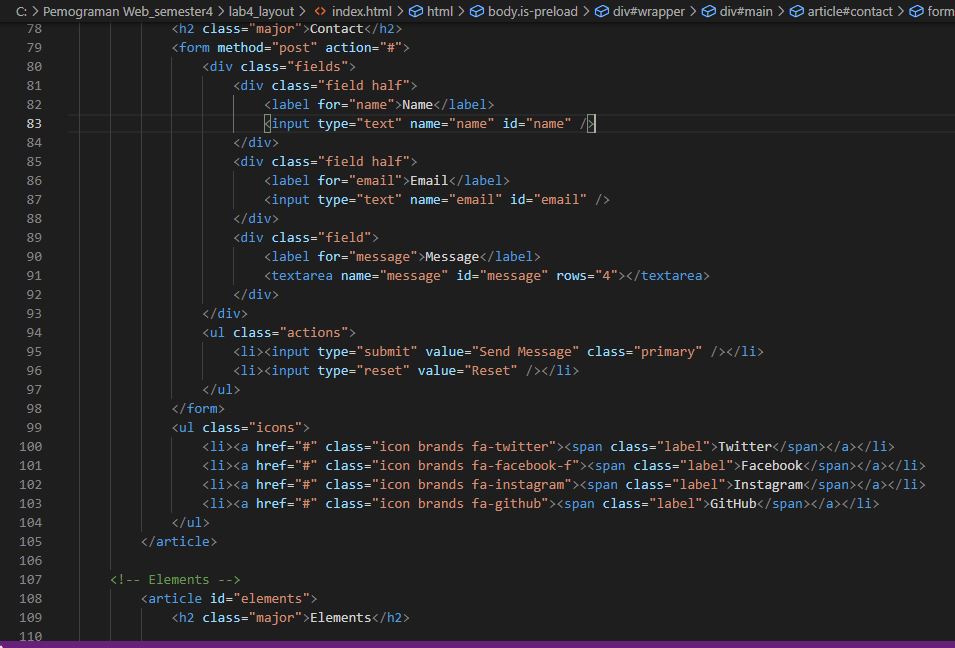 C: > Pemograman Web_semester4 > lab4_layout > index.html > html > body.is-preload > div#wrapper > div#main > article#contact > form
78 <h2 class="major">Contact</h2>
79 <form method="post" action="#">
80 <div class="fields">
81 <div class="field half">
82 <label for="name">Name</label>
83 <input type="text" name="name" id="name" />
84 </div>
85 <div class="field half">
86 <label for="email">Email</label>
87 <input type="text" name="email" id="email" />
88 </div>
89 <div class="field">
90 <label for="message">Message</label>
91 <textarea name="message" id="message" rows="4"></textarea>
92 </div>
93 </div>
94 <ul class="actions">
95 <li><input type="submit" value="Send Message" class="primary" /></li>
96 <li><input type="reset" value="Reset" /></li>
97 </ul>
98 </form>
99 <ul class="icons">
100 <li><a href="#" class="icon brands fa-twitter"><span class="label">Twitter</span></a></li>
101 <li><a href="#" class="icon brands fa-facebook-f"><span class="label">Facebook</span></a></li>
102 <li><a href="#" class="icon brands fa-instagram"><span class="label">Instagram</span></a></li>
103 <li><a href="#" class="icon brands fa-github"><span class="label">GitHub</span></a></li>
104 </ul>
105 </article>
106
107 <!-- Elements -->
108 <article id="elements">
109 <h2 class="major">Elements</h2>
110